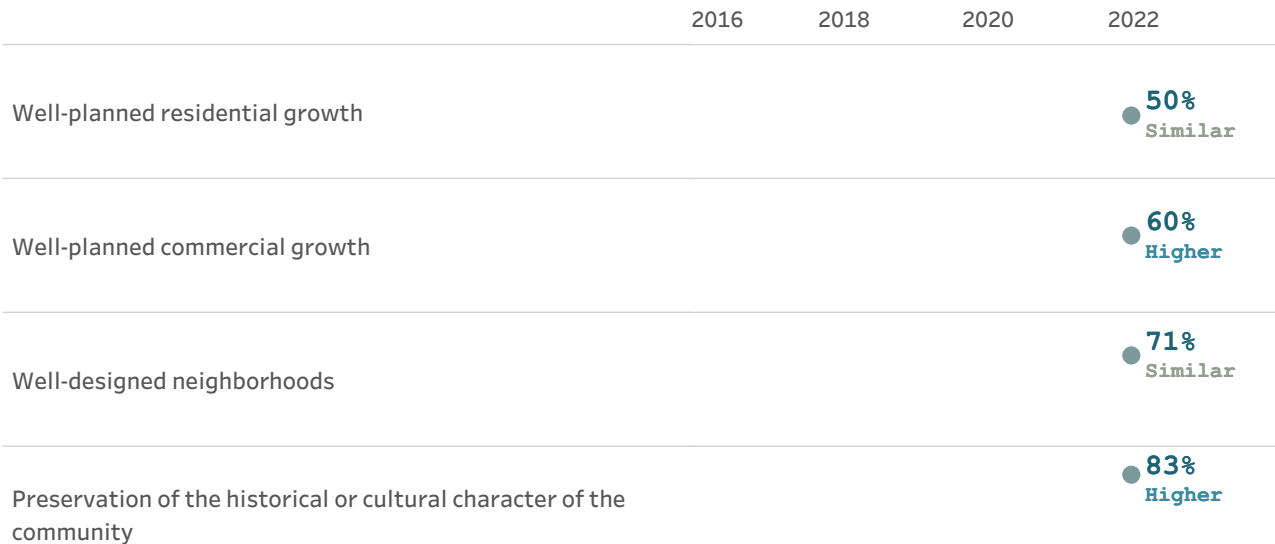 2016 2018 2020 2022
Well-planned residential growth
50%
Similar
Well-planned commercial growth
60%
Higher
Well-designed neighborhoods
71%
Similar
Preservation of the historical or cultural character of the
community
83%
Higher